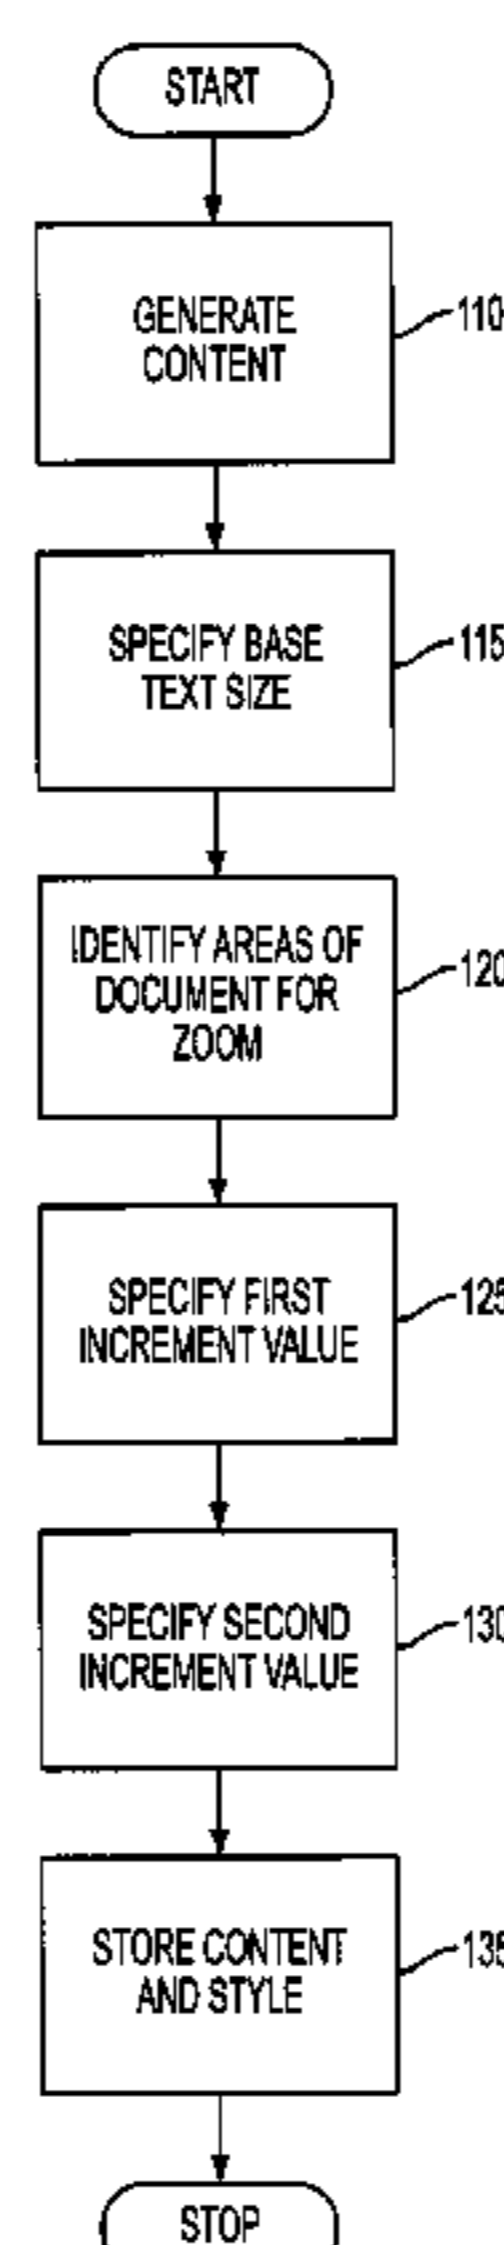 START
GENERATE
CONTENT
110
SPECIFY BASE
TEXT SIZE
115
IDENTIFY AREAS OF
DOCUMENT FOR
ZOOM
120
SPECIFY FIRST
INCREMENT VALUE
125
SPECIFY SECOND
INCREMENT VALUE
130
STORE CONTENT
AND STYLE
135
STOP